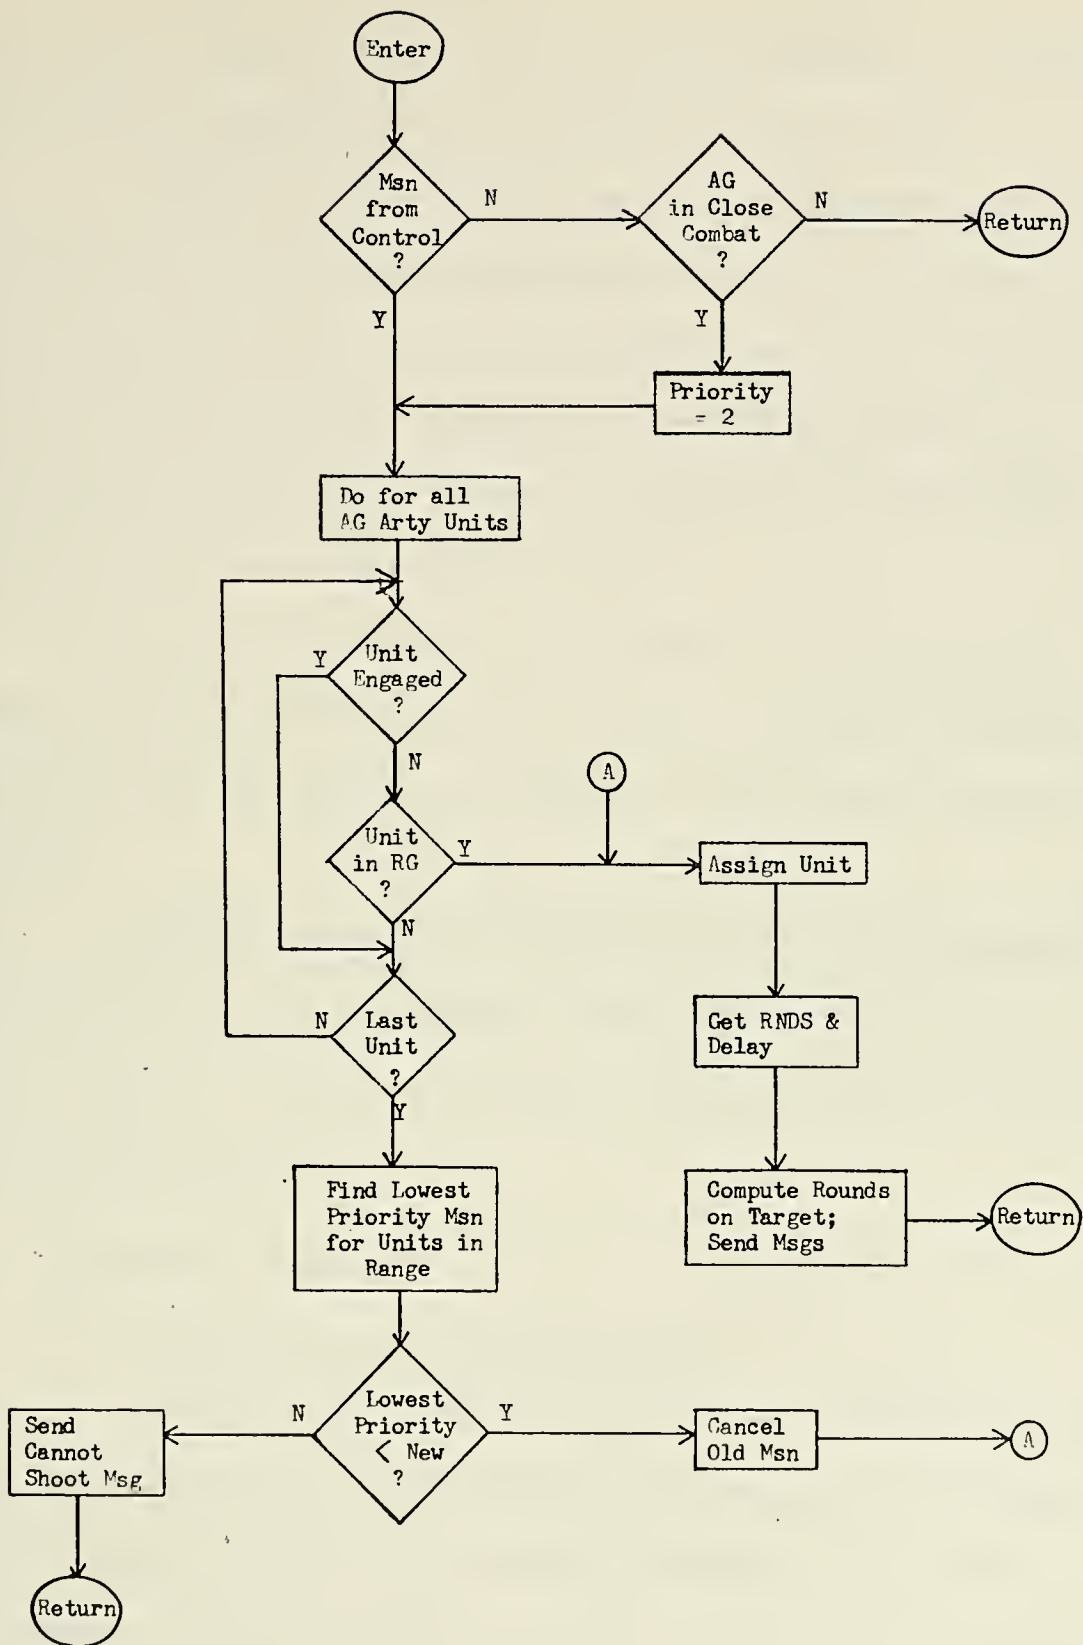 Enter
Msn
from
Control
?
N
Y
AG
in Close
Combat
?
N
Y
Return
Priority
= 2
Do for all
AG Arty Units
Unit
Engaged
?
Y
N
Unit
in RG
?
Y
N
A
Assign Unit
Last
Unit
?
N
Y
Get RNDS &
Delay
Find Lowest
Priority Msn
for Units in
Range
Compute Rounds
on Target;
Send Msgs
Return
Lowest
Priority
< New
?
N
Y
Send
Cannot
Shoot Msg
Cancel
Old Msn
A
Return